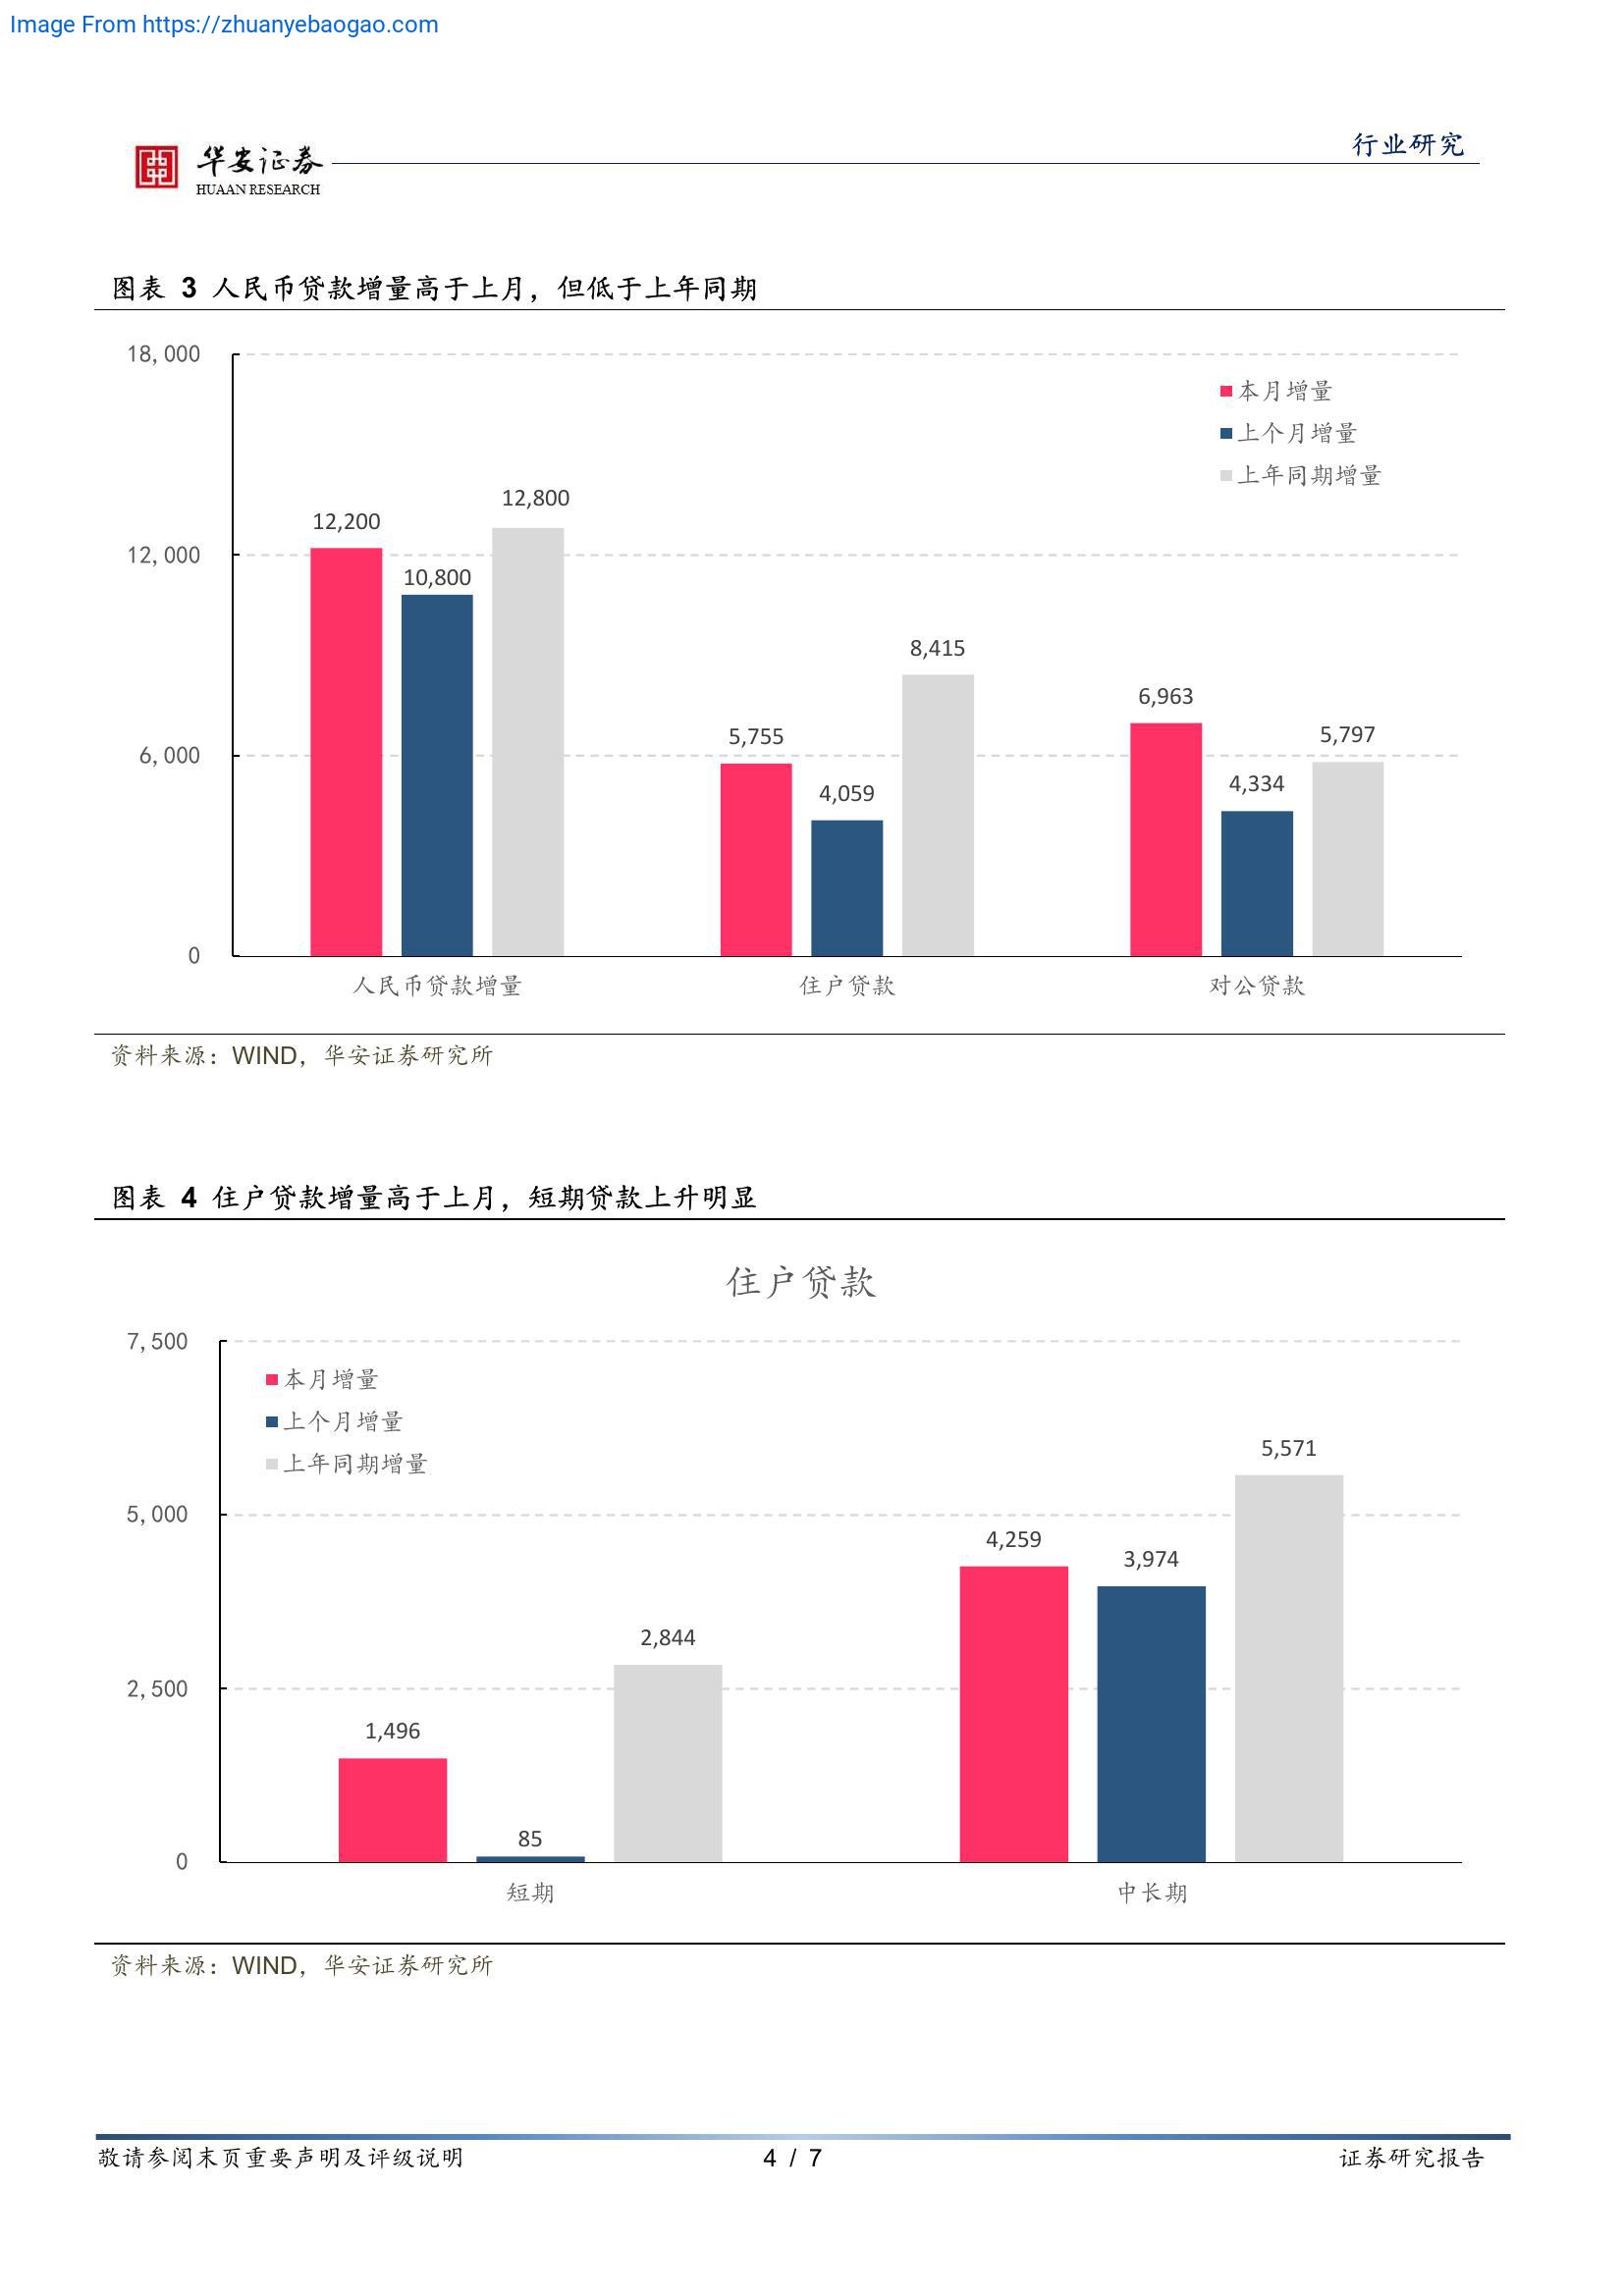 Image From https://zhuanyebaogao.com
华安证券
HUAAN RESEARCH
行业研究
图表 3 人民币贷款增量高于上月，但低于上年同期
18,000
12,000
6,000
0
本月增量
上个月增量
上年同期增量
12,200
10,800
12,800
5,755
4,059
8,415
6,963
4,334
5,797
人民币贷款增量
住户贷款
对公贷款
资料来源：WIND，华安证券研究所
图表 4 住户贷款增量高于上月，短期贷款上升明显
住户贷款
7,500
5,000
2,500
0
本月增量
上个月增量
上年同期增量
1,496
85
2,844
4,259
3,974
5,571
短期
中长期
资料来源：WIND，华安证券研究所
敬请参阅末页重要声明及评级说明
4 / 7
证券研究报告